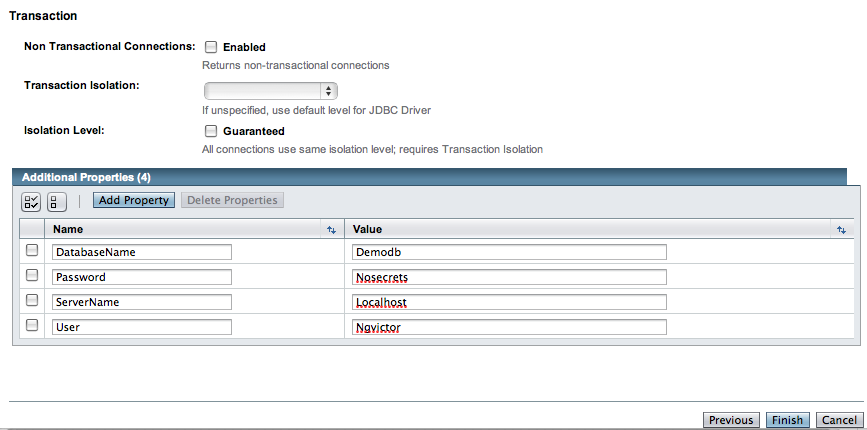 Transaction
Non Transactional Connections: Enabled
Returns non-transactional connections
Transaction Isolation:
If unspecified, use default level for JDBC Driver
Isolation Level: Guaranteed
All connections use same isolation level; requires Transaction Isolation
Additional Properties (4)
Add Property Delete Properties
Name Value
DatabaseName Demodb
Password Nosecrets
ServerName Localhost
User Ngvictor
Previous Finish Cancel